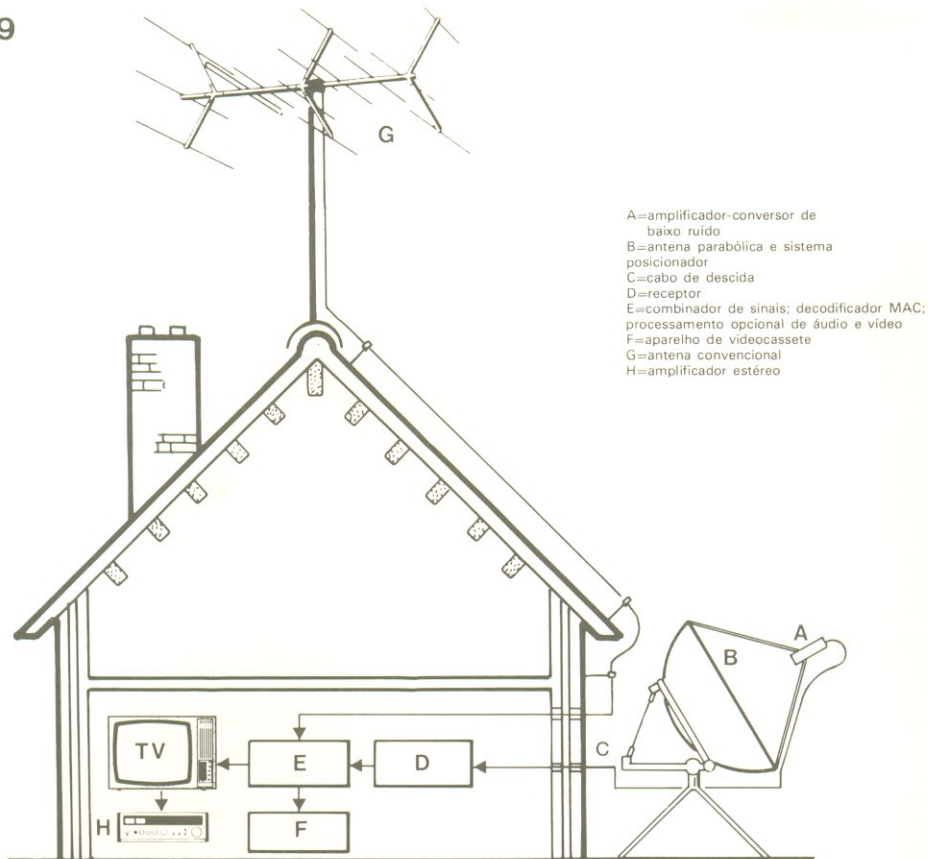 9
G
A=amplificador-conversor de
baixo ruído
B=antena parabólica e sistema
posicionador
C=cabo de descida
D=receptor
E=combinador de sinais; decodificador MAC;
processamento opcional de áudio e vídeo
F=aparelho de videocassete
G=antena convencional
H=amplificador estéreo
A
B
C
TV
E
D
H
F